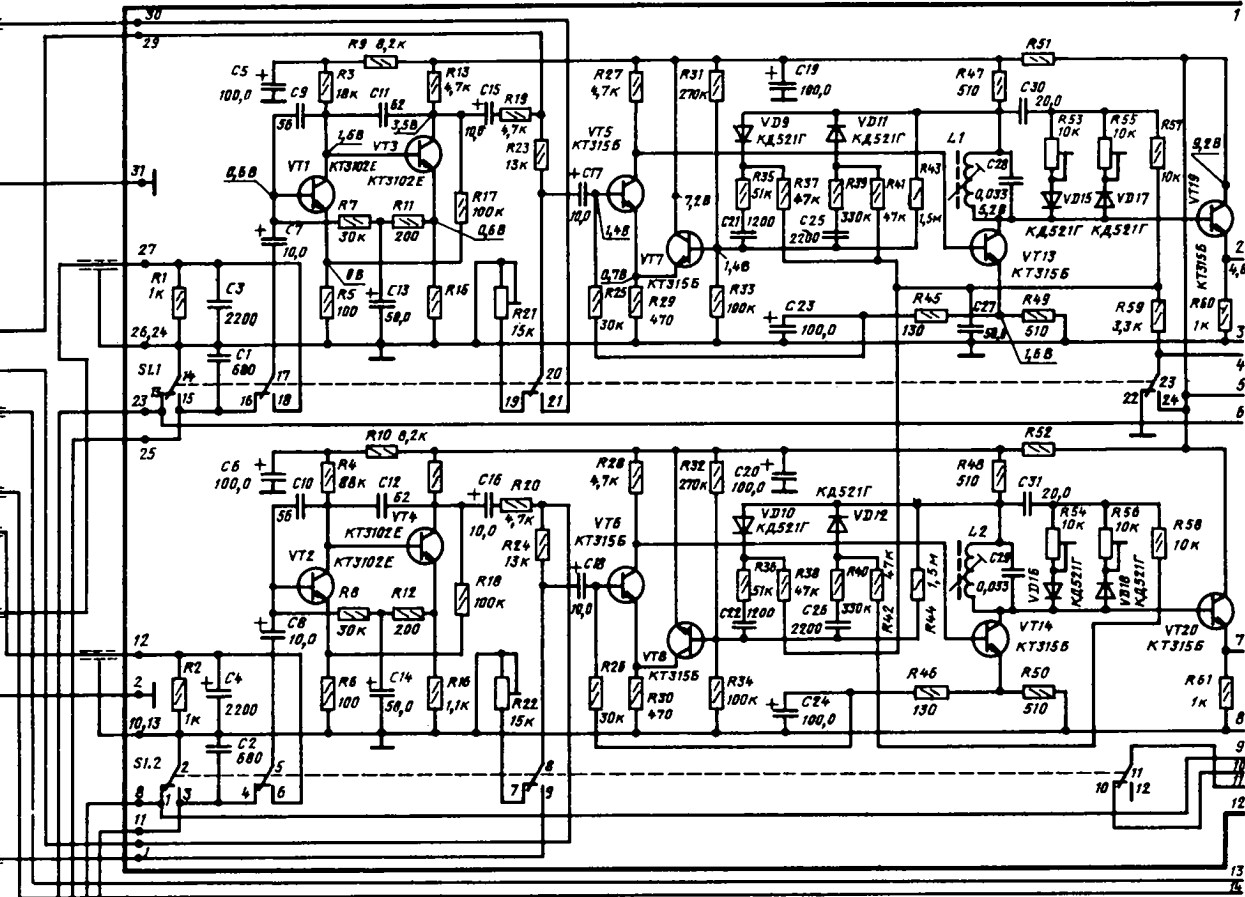 30
29
1
R9 8,2к
C5
100,0
R3
18к
C9
56
C11
62
R13
4,7к
C15
10,0
R19
4,7к
R23
13к
1,6В
3,5В
VT1
КТ3102Е
VT3
КТ3102Е
0,6В
R7
30к
R11
200
0,6В
R17
100к
C7
10,0
0В
R5
100
C13
50,0
R16
R21
15к
31
27
R1
1к
C3
2200
26,24
C1
680
S1.1
14
13
15
23
25
16
17
18
19
20
21
R27
4,7к
R31
270к
C19
100,0
VT5
КТ315Б
C17
10,0
1,4В
7,2В
VT7
КТ315Б
0,7В
R25
30к
R29
470
1,4В
R33
100к
C23
100,0
VD9
КД521Г
VD11
КД521Г
R35
51к
R37
47к
R39
330к
R41
47к
R43
1,5м
C21
1200
C25
2200
R45
130
C27
50,0
R49
510
1,6В
R47
510
R51
C30
20,0
L1
C28
0,033
5,2В
VT13
КТ315Б
R53
10к
R55
10к
R57
10к
VD15
КД521Г
VD17
КД521Г
9,2В
VT19
КТ315Б
R59
3,3к
R60
1к
2
3
4
5
6
22
23
24
R10 8,2к
C6
100,0
R4
C10
56
C12
62
C16
10,0
R20
4,7к
R24
13к
VT2
КТ3102Е
VT4
КТ3102Е
R8
30к
R12
200
R18
100к
C8
10,0
R6
100
C14
50,0
R16
1,1к
R22
15к
12
2
10,13
R2
1к
C4
2200
C2
680
S1.2
2
1
3
8
11
1
4
5
6
7
8
9
R28
4,7к
R32
270к
C20
100,0
VT6
КТ315Б
C18
10,0
VT8
КТ315Б
R26
30к
R30
470
R34
100к
C24
100,0
VD10
КД521Г
КД521Г
VD12
R36
51к
R38
47к
R40
330к
47к
R42
1,5м
R44
C22
1200
C26
2200
R46
130
R50
510
R48
510
R52
C31
20,0
L2
C29
0,033
VT14
КТ315Б
R54
10к
R56
10к
R58
10к
VD16
КД521Г
VD18
КД521Г
VT20
КТ315Б
R61
1к
7
8
9
10
11
12
10
11
12
13
14